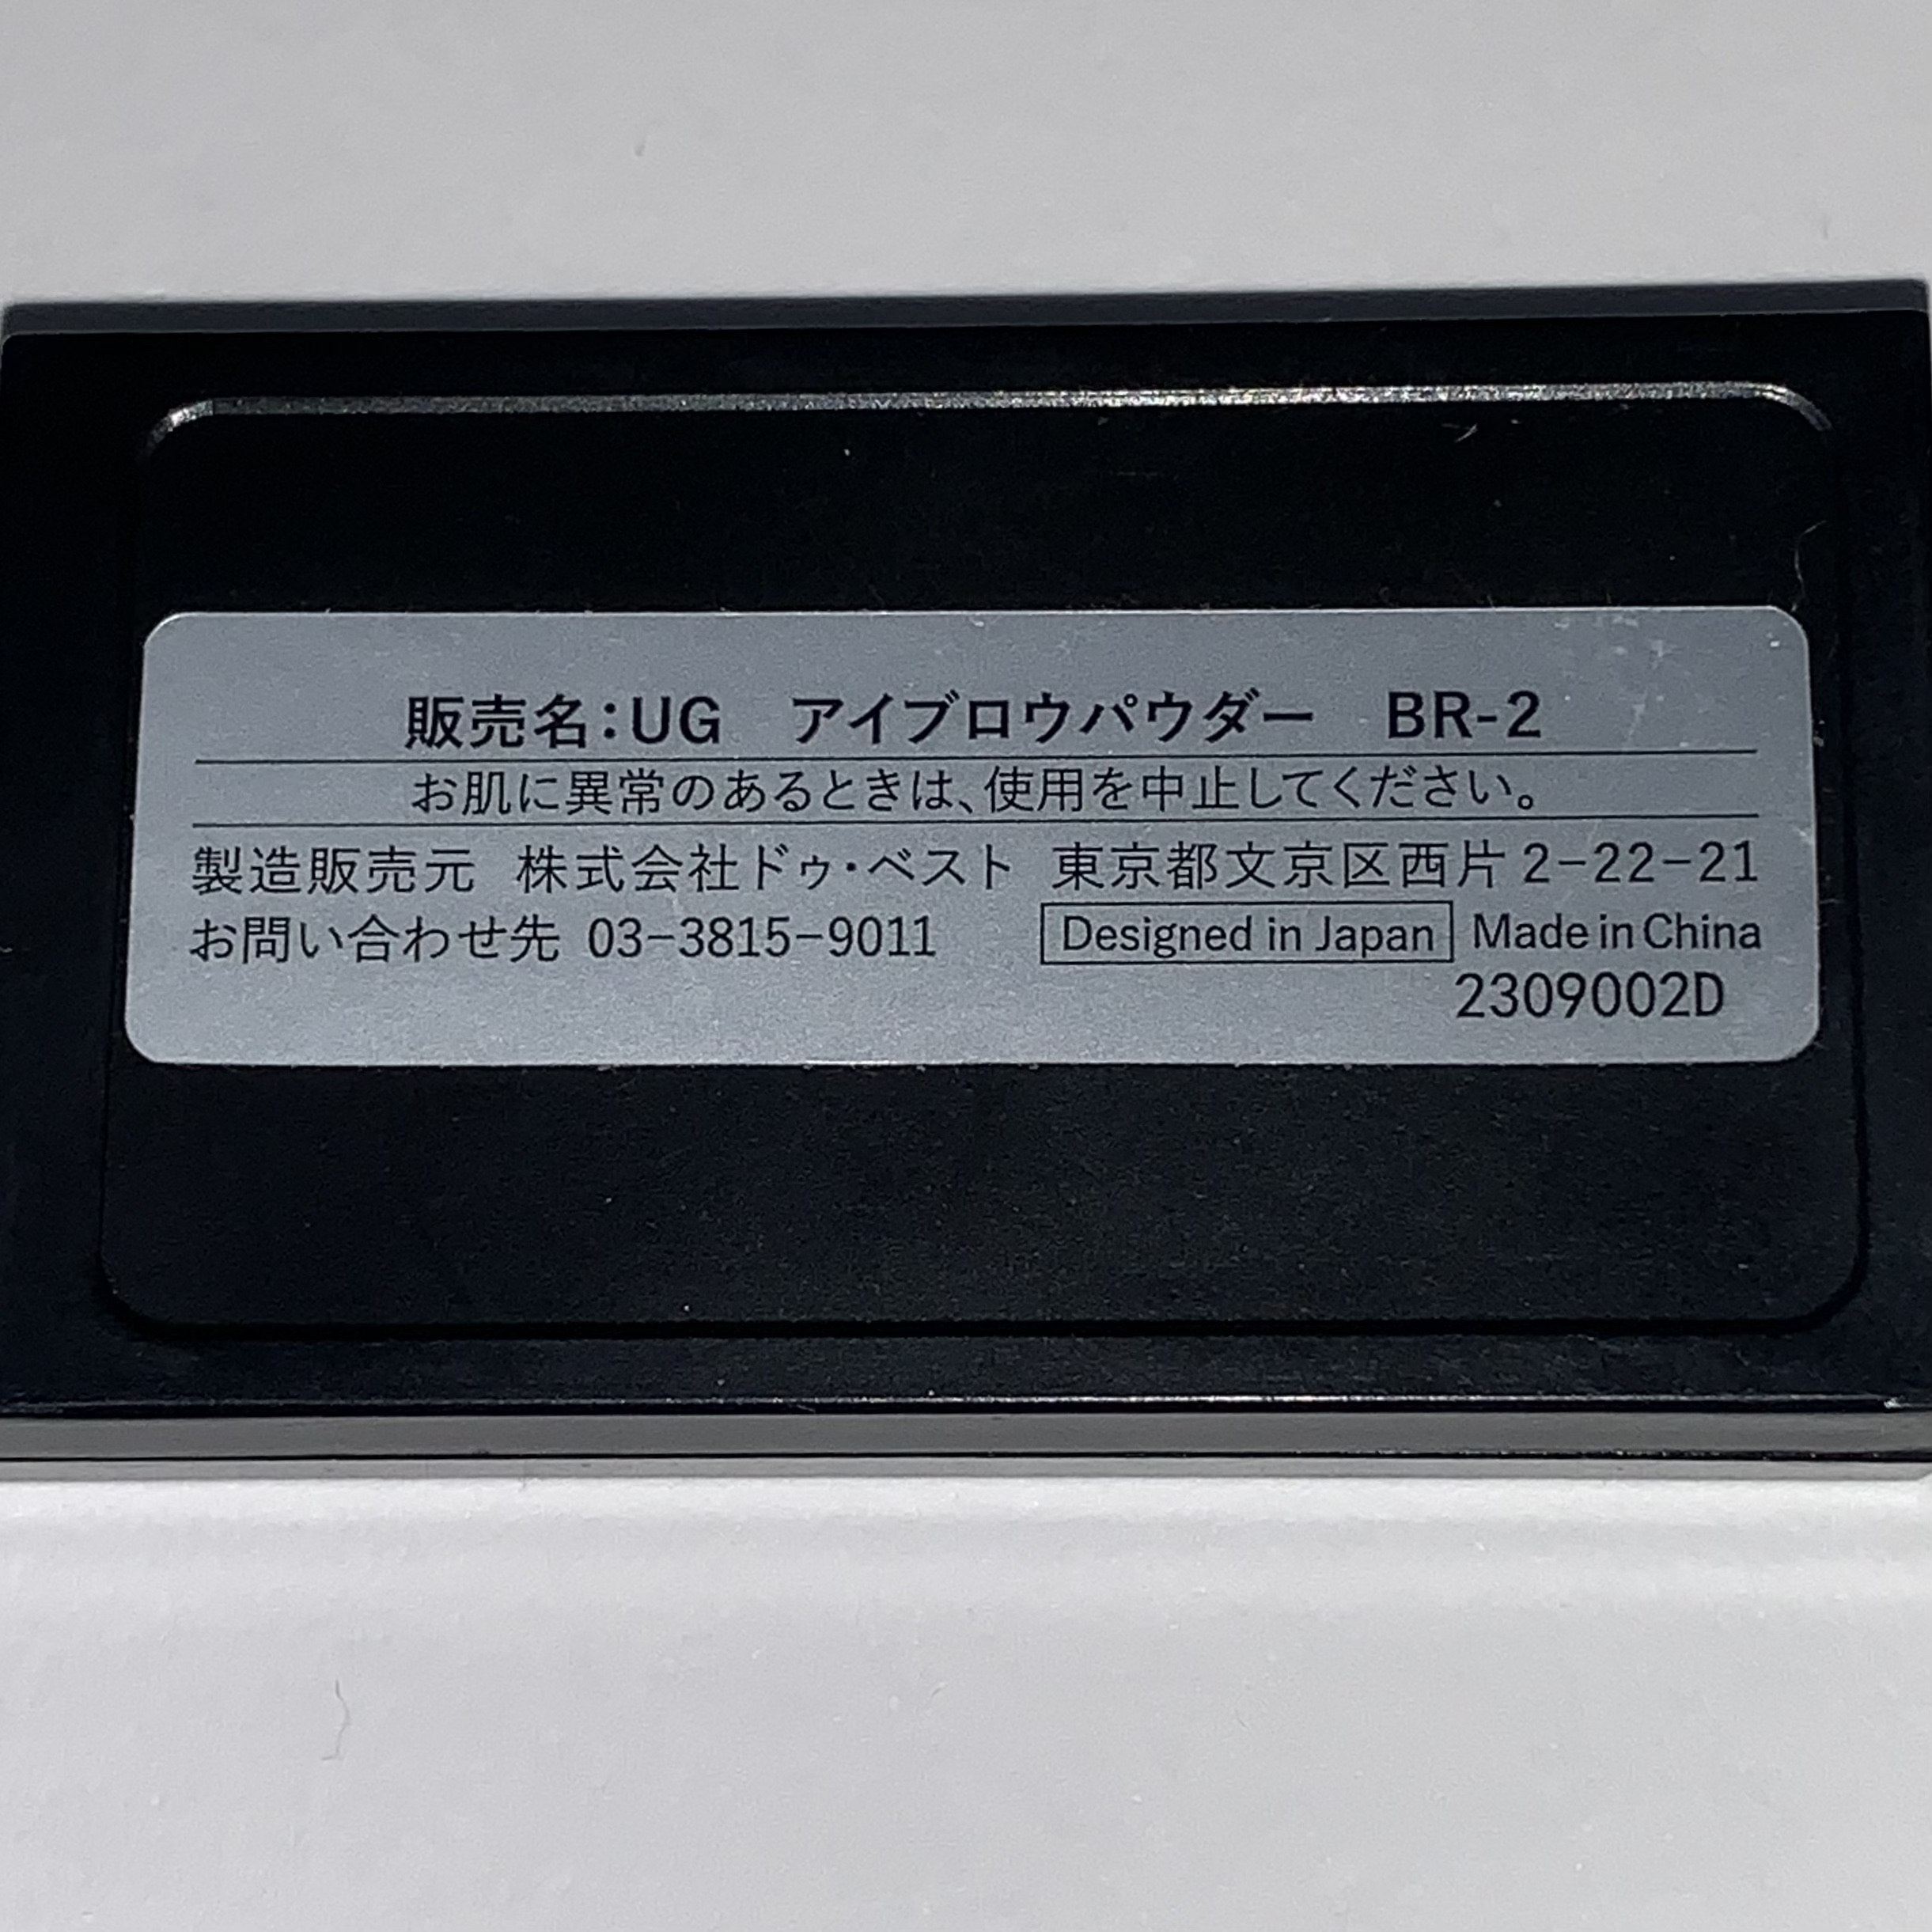 販売名:UG　アイブロウパウダー　BR-2
お肌に異常のあるときは、使用を中止してください。
製造販売元 株式会社ドゥ・ベスト 東京都文京区西片2-22-21
お問い合わせ先 03-3815-9011 Designed in Japan Made in China
2309002D